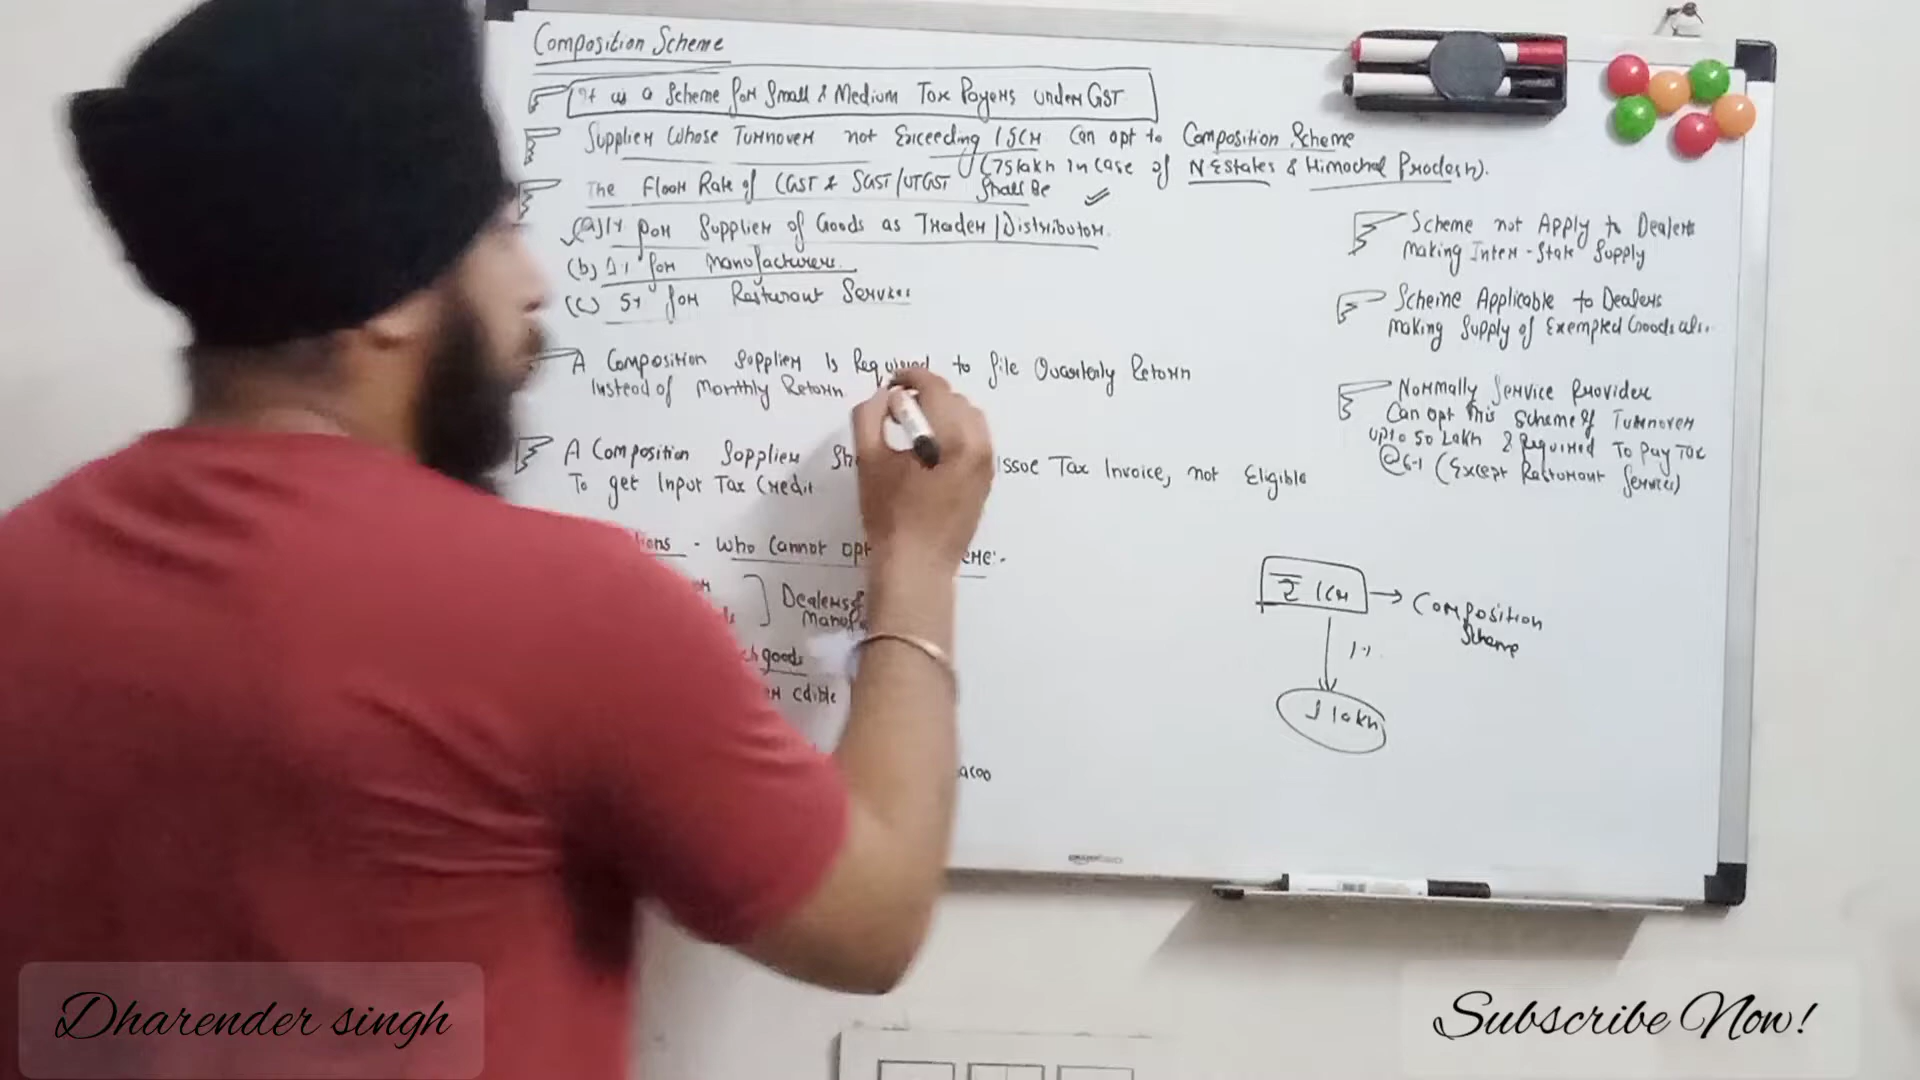 Composition Scheme
It is a Scheme for Small & Medium Tax Payers under GST
Supplier Whose Turnover not Exceeding 1.5Cr Can opt to Composition Scheme
(75 lakh in case of NE states & Himachal Pradesh).
The Floor Rate of CGST & SGST/UTGST Shall Be
(a) 1% for Supplier of Goods as Trader/Distributor.
(b) 1% for Manufacturers.
(c) 5% for Resturant Services
A Composition Supplier Is Required to file Quarterly Return
Instead of Monthly Return
A Composition Supplier Issue Tax Invoice, not Eligible
To get Input Tax Credit
- Who Cannot opt
Dealers &
goods
edible
Scheme not Apply to Dealers
Making Inter-State Supply
Scheme Applicable to Dealers
Making Supply of Exempted Goods als.
Normally Service Provider
Can opt this Scheme if Turnover
upto 50 Lakh & Required To Pay Tax
@6% (Except Resturant Services)
₹ 1Cr → Composition
Scheme
1%
1 lakh
Dharender singh
Subscribe Now!